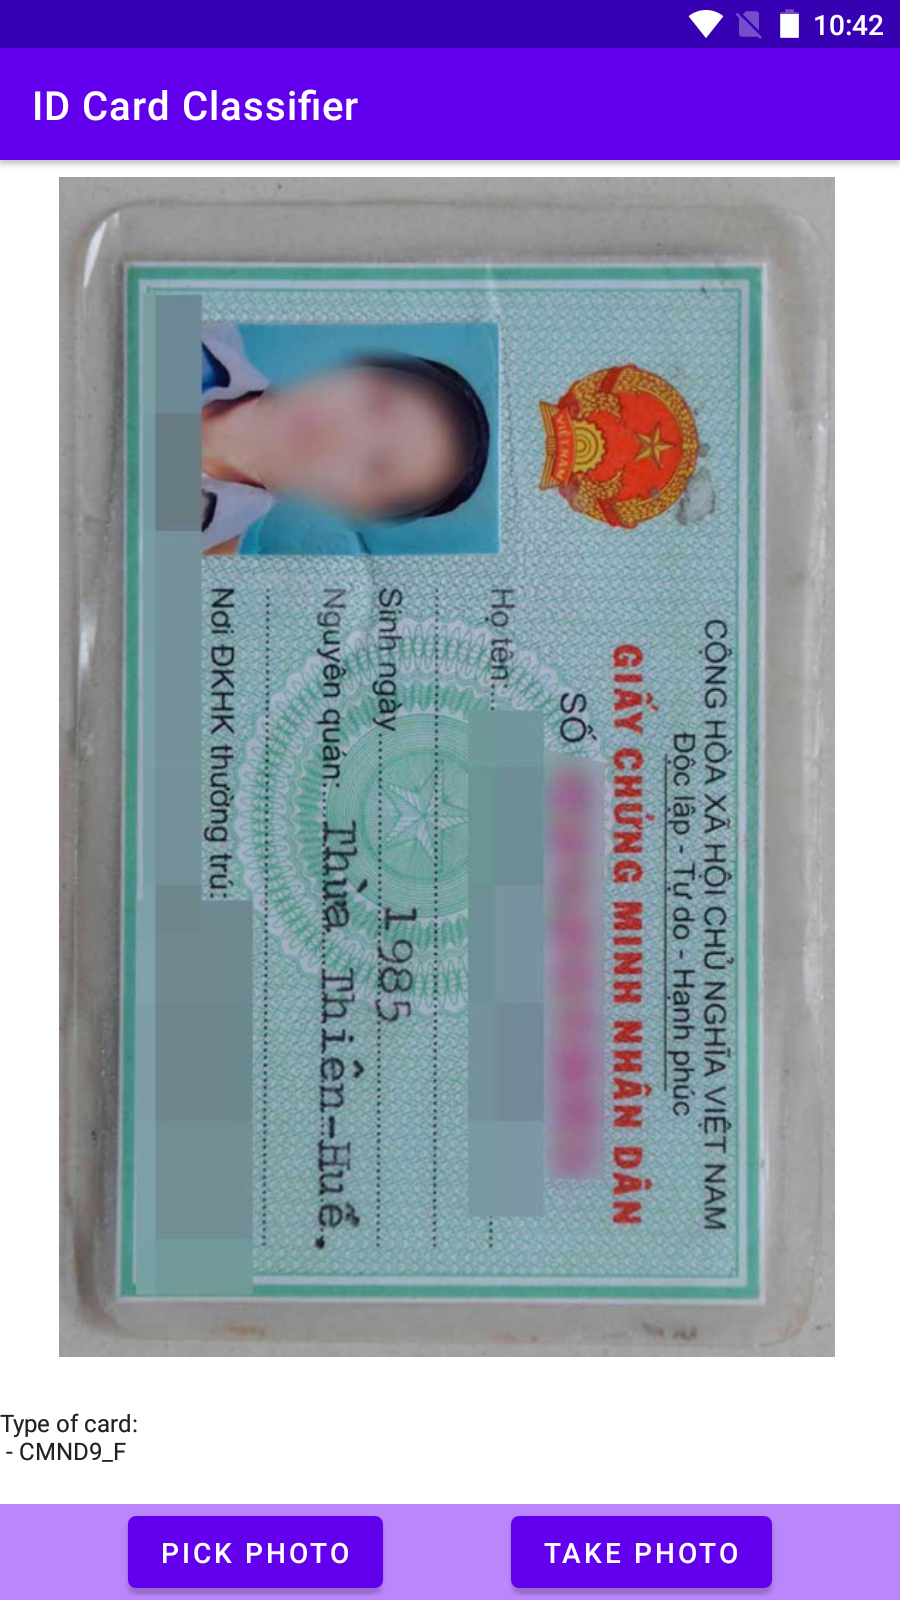 10:42
ID Card Classifier
CỘNG HÒA XÃ HỘI CHỦ NGHĨA VIỆT NAM
Độc lập - Tự do - Hạnh phúc
GIẤY CHỨNG MINH NHÂN DÂN
SỐ
VIỆT NAM
Họ tên:
Sinh ngày 1985
Nguyên quán: Thừa Thiên-Huế.
Nơi ĐKHK thường trú:
Type of card:
- CMND9_F
PICK PHOTO
TAKE PHOTO